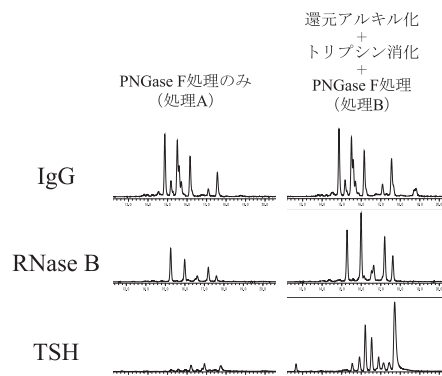 還元アルキル化
+
トリプシン消化
+
PNGase F処理のみ
（処理A）
PNGase F処理
（処理B）
IgG
RNase B
TSH